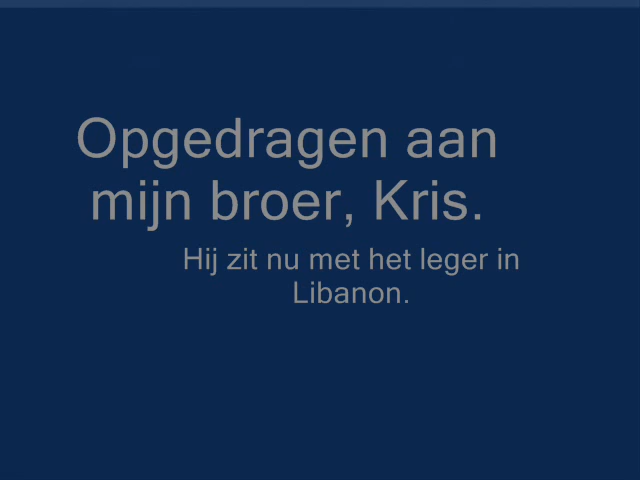 Opgedragen aan
mijn broer, Kris.
Hij zit nu met het leger in
Libanon.